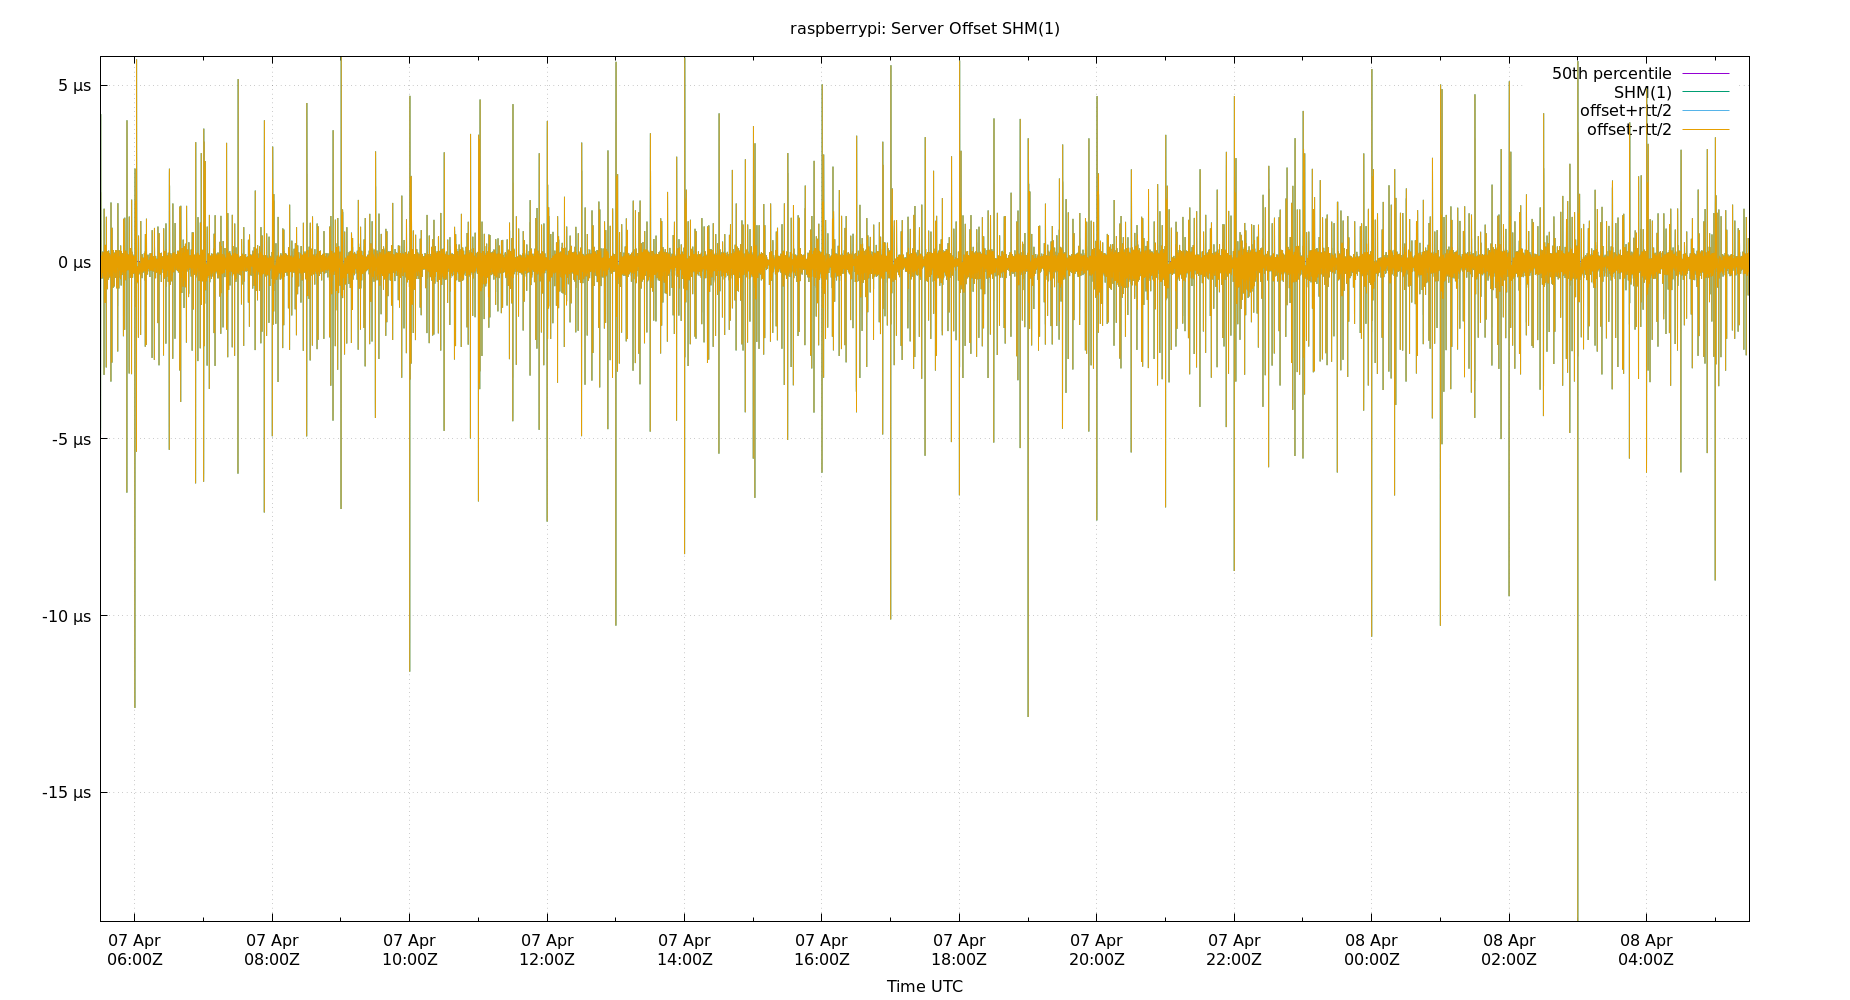 raspberrypi: Server Offset SHM(1)
50th percentile
SHM(1)
offset+rtt/2
offset-rtt/2
5 µs
0 µs
-5 µs
-10 µs
-15 µs
07 Apr 07 Apr 07 Apr 07 Apr 07 Apr 07 Apr 07 Apr 07 Apr 07 Apr 08 Apr 08 Apr 08 Apr
06:00Z 08:00Z 10:00Z 12:00Z 14:00Z 16:00Z 18:00Z 20:00Z 22:00Z 00:00Z 02:00Z 04:00Z
Time UTC